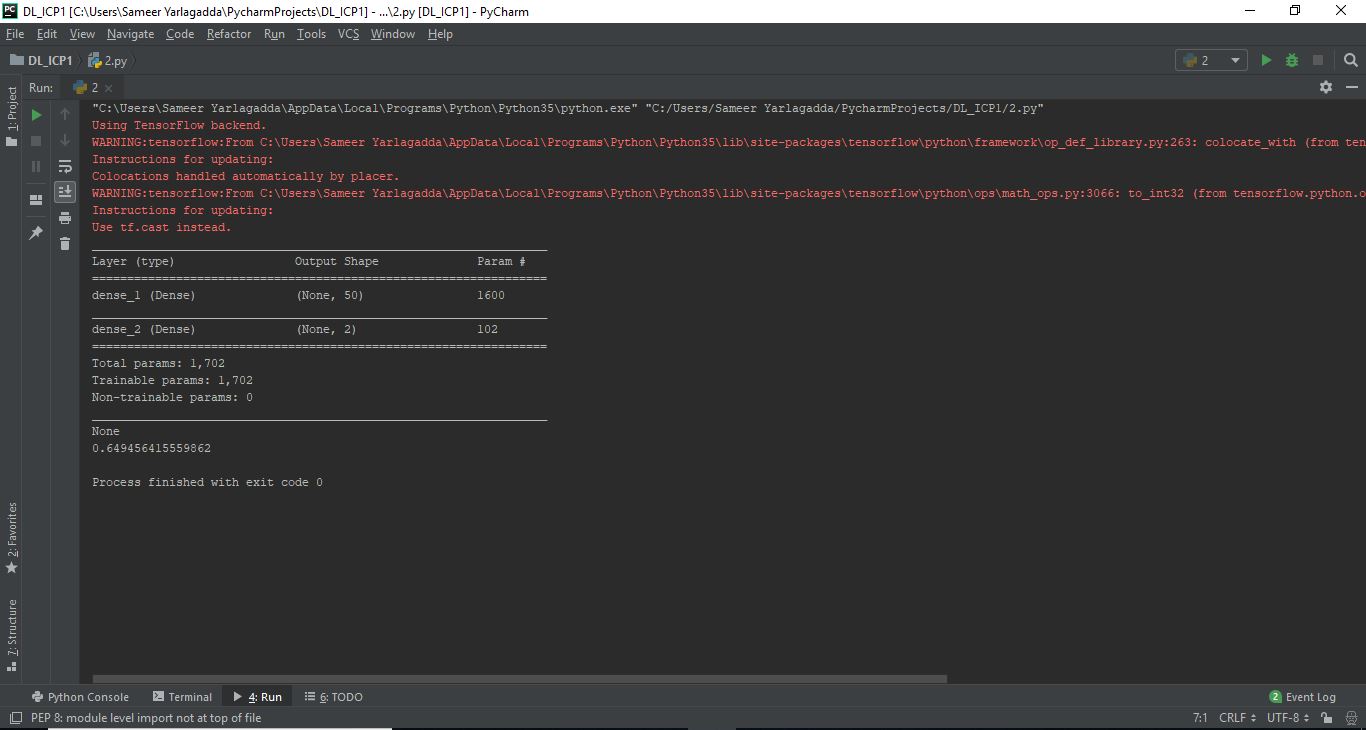 DL_ICP1 [C:\Users\Sameer Yarlagadda\PycharmProjects\DL_ICP1] - ...\2.py [DL_ICP1] - PyCharm
File Edit View Navigate Code Refactor Run Tools VCS Window Help
DL_ICP1 2.py 2
Run: 2
1: Project
"C:\Users\Sameer Yarlagadda\AppData\Local\Programs\Python\Python35\python.exe" "C:/Users/Sameer Yarlagadda/PycharmProjects/DL_ICP1/2.py"
Using TensorFlow backend.
WARNING:tensorflow:From C:\Users\Sameer Yarlagadda\AppData\Local\Programs\Python\Python35\lib\site-packages\tensorflow\python\framework\op_def_library.py:263: colocate_with (from ten
Instructions for updating:
Colocations handled automatically by placer.
WARNING:tensorflow:From C:\Users\Sameer Yarlagadda\AppData\Local\Programs\Python\Python35\lib\site-packages\tensorflow\python\ops\math_ops.py:3066: to_int32 (from tensorflow.python.o
Instructions for updating:
Use tf.cast instead.
_________________________________________________________________
Layer (type) Output Shape Param #
=================================================================
dense_1 (Dense) (None, 50) 1600
_________________________________________________________________
dense_2 (Dense) (None, 2) 102
=================================================================
Total params: 1,702
Trainable params: 1,702
Non-trainable params: 0
_________________________________________________________________
None
0.649456415559862
Process finished with exit code 0
2: Favorites
7: Structure
Python Console Terminal 4: Run 6: TODO 2 Event Log
PEP 8: module level import not at top of file 7:1 CRLF UTF-8